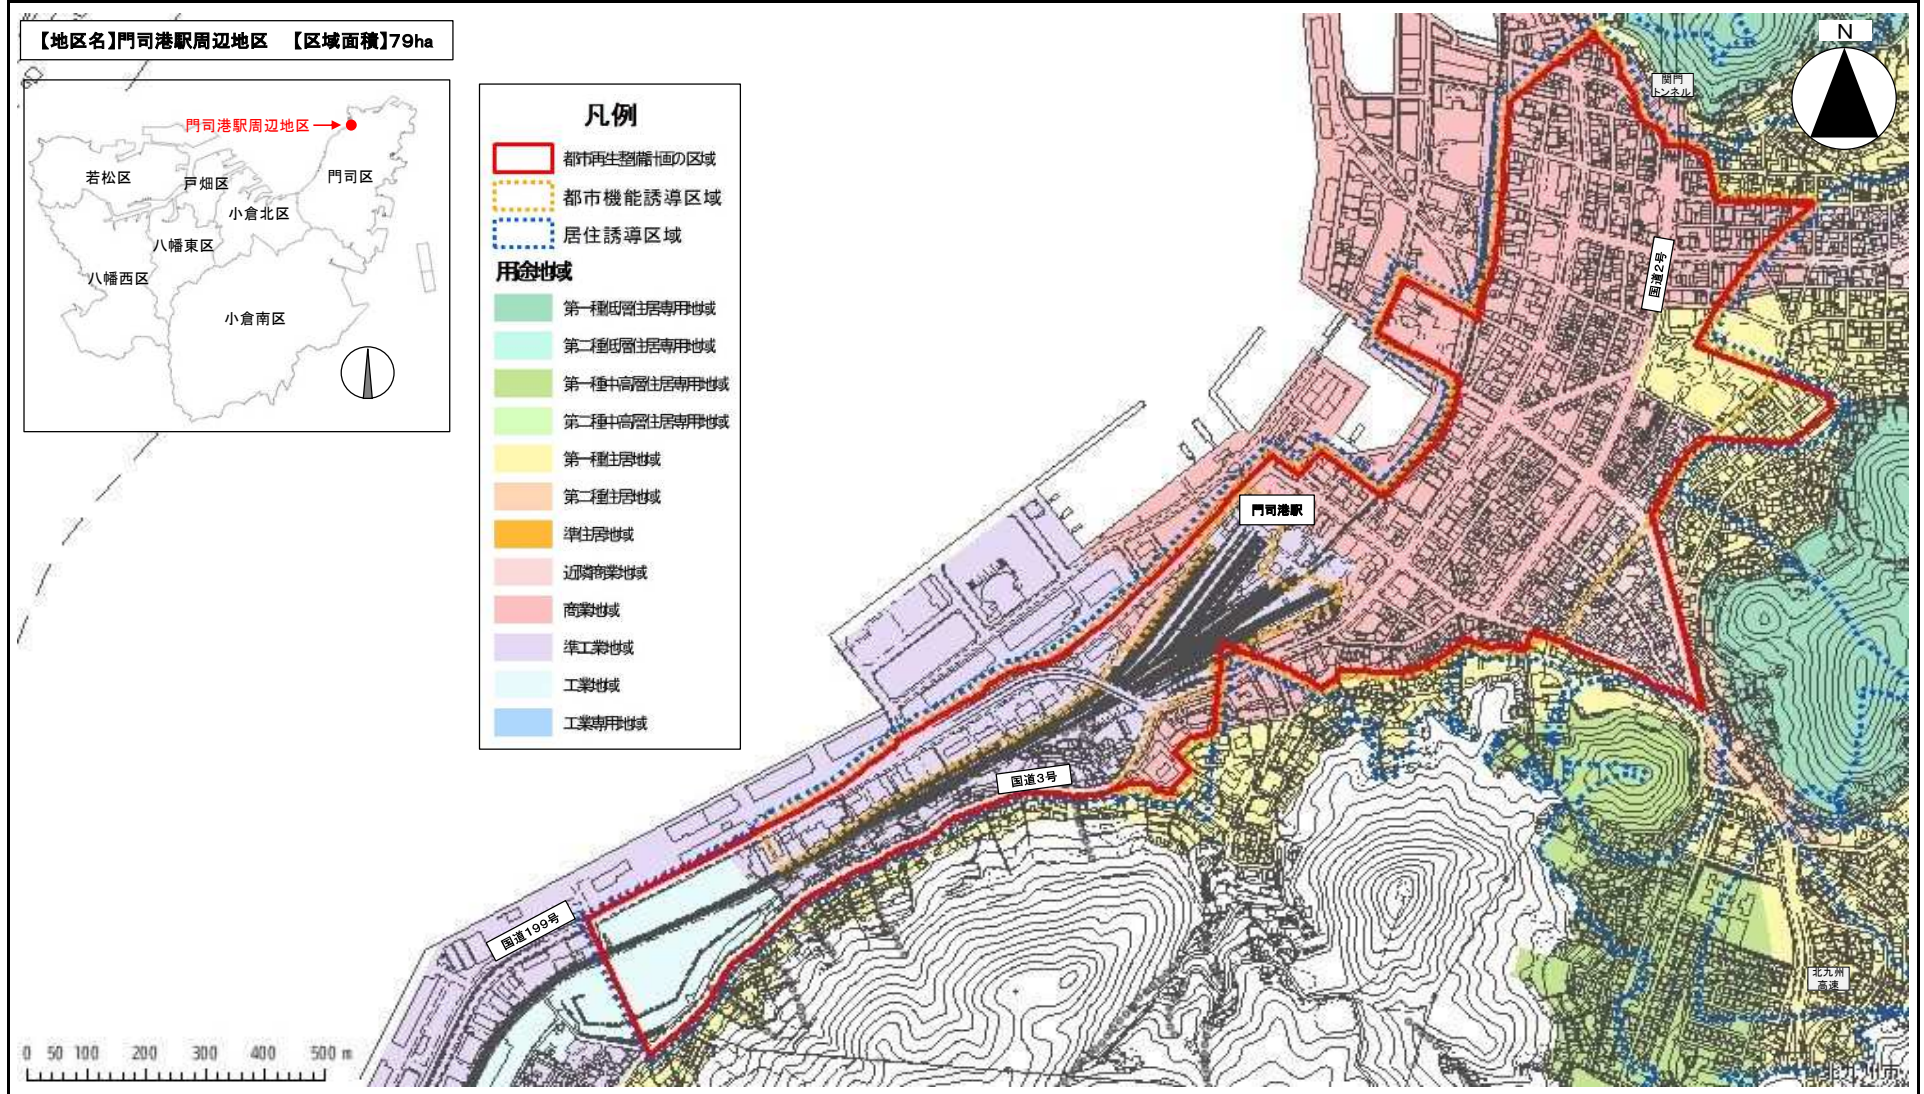 【地区名】門司港駅周辺地区　【区域面積】79ha
門司港駅周辺地区
若松区
戸畑区
門司区
小倉北区
八幡東区
八幡西区
小倉南区
凡例
都市再生整備計画の区域
都市機能誘導区域
居住誘導区域
用途地域
第一種低層住居専用地域
第二種低層住居専用地域
第一種中高層住居専用地域
第二種中高層住居専用地域
第一種住居地域
第二種住居地域
準住居地域
近隣商業地域
商業地域
準工業地域
工業地域
工業専用地域
N
関門
トンネル
国道2号
門司港駅
国道3号
国道199号
北九州
高速
0 50 100 200 300 400 500 m
北九州市